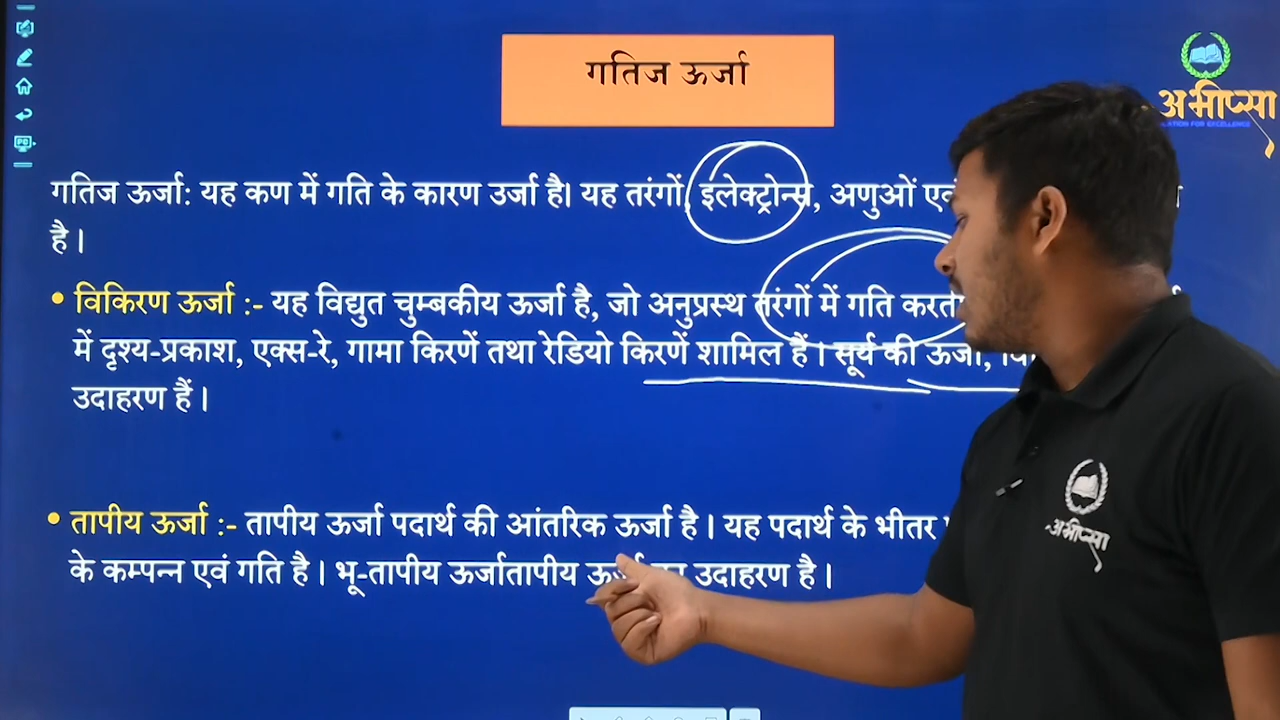 गतिज ऊर्जा
अभीप्सा
गतिज ऊर्जा: यह कण में गति के कारण उर्जा है। यह तरंगों, इलेक्ट्रोन्स, अणुओं
है।
• विकिरण ऊर्जा :- यह विद्युत चुम्बकीय ऊर्जा है, जो अनुप्रस्थ तरंगों में गति
में दृश्य-प्रकाश, एक्स-रे, गामा किरणें तथा रेडियो किरणें शामिल हैं। सूर्य की ऊर्जा,
उदाहरण हैं।
• तापीय ऊर्जा :- तापीय ऊर्जा पदार्थ की आंतरिक ऊर्जा है। यह पदार्थ के भीतर
के कम्पन्न एवं गति है। भू-तापीय ऊर्जातापीय उदाहरण है।
अभीप्सा